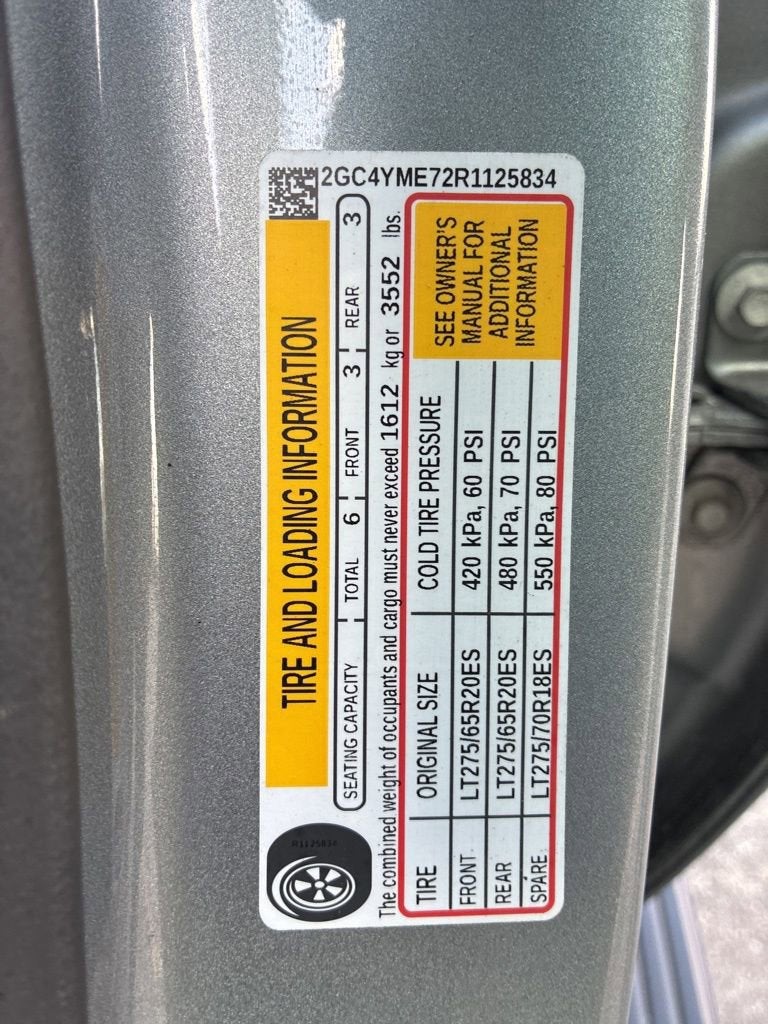 2GC4YME72R1125834
TIRE AND LOADING INFORMATION
SEATING CAPACITY TOTAL 6 FRONT 3 REAR 3
The combined weight of occupants and cargo must never exceed 1612 kg or 3552 lbs.
TIRE ORIGINAL SIZE COLD TIRE PRESSURE
FRONT LT275/65R20ES 420 kPa, 60 PSI
REAR LT275/65R20ES 480 kPa, 70 PSI
SPARE LT275/70R18ES 550 kPa, 80 PSI
SEE OWNER'S
MANUAL FOR
ADDITIONAL
INFORMATION
R1125834